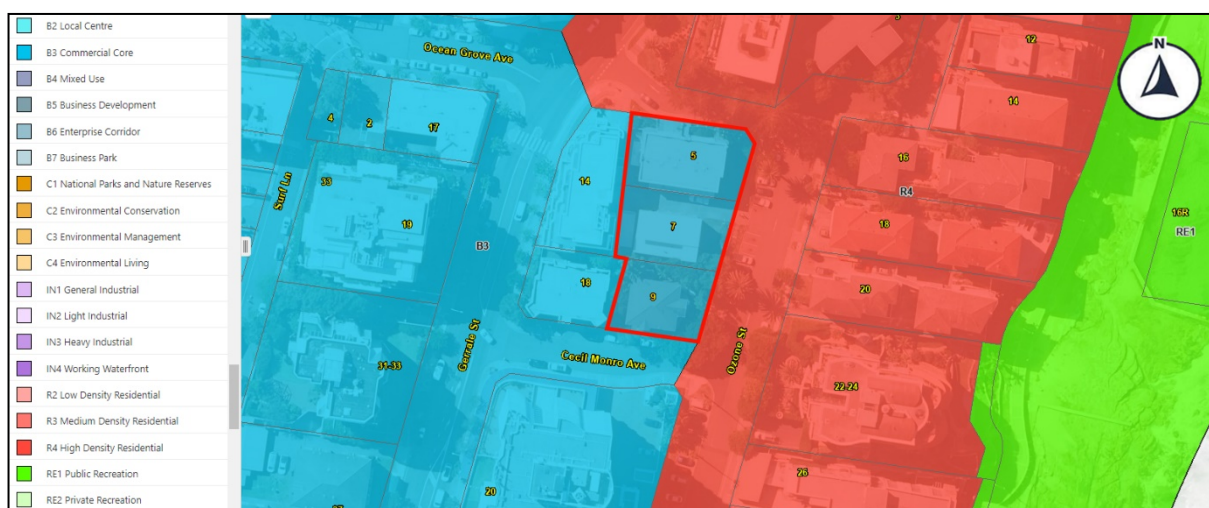 B2 Local Centre
B3 Commercial Core
B4 Mixed Use
B5 Business Development
B6 Enterprise Corridor
B7 Business Park
C1 National Parks and Nature Reserves
C2 Environmental Conservation
C3 Environmental Management
C4 Environmental Living
IN1 General Industrial
IN2 Light Industrial
IN3 Heavy Industrial
IN4 Working Waterfront
R2 Low Density Residential
R3 Medium Density Residential
R4 High Density Residential
RE1 Public Recreation
RE2 Private Recreation
Ocean Grove Ave
3
12
N
14
4
2
17
5
16
R4
Surf Ln
33
14
16R
RE1
19
B3
7
18
18
9
20
Gerrale St
Ozone St
Cecil Monro Ave
31-33
22-24
20
26